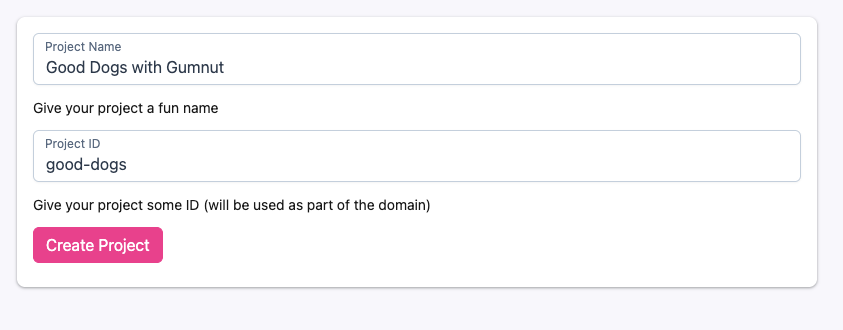 Project Name
Good Dogs with Gumnut
Give your project a fun name
Project ID
good-dogs
Give your project some ID (will be used as part of the domain)
Create Project